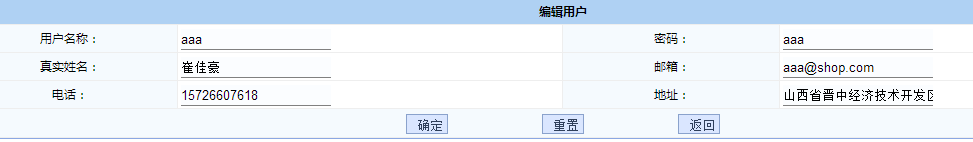 编辑用户
用户名称： aaa 密码： aaa
真实姓名： 崔佳豪 邮箱： aaa@shop.com
电话： 15726607618 地址： 山西省晋中经济技术开发区
确定 重置 返回